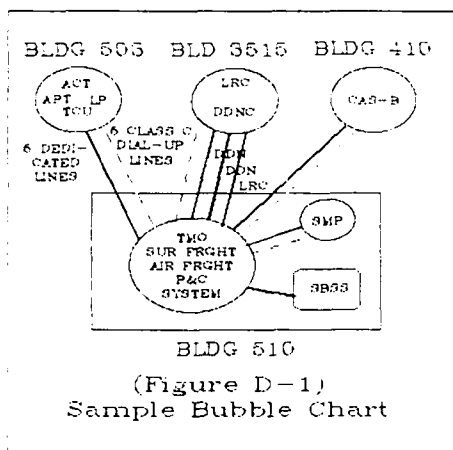 BLDG 503 BLD 3515 BLDG 410
ACT
APT LP
TCU
LRC
DDNC
CAS-B
6 DEDI-
CATED
LINES
6 CLASS C
DIAL-UP
LINES
DDN
DDN
LRC
TMO
SUR FRGHT
AIR FRGHT
P&C
SYSTEM
SMP
SBSS
BLDG 510
(Figure D-1)
Sample Bubble Chart